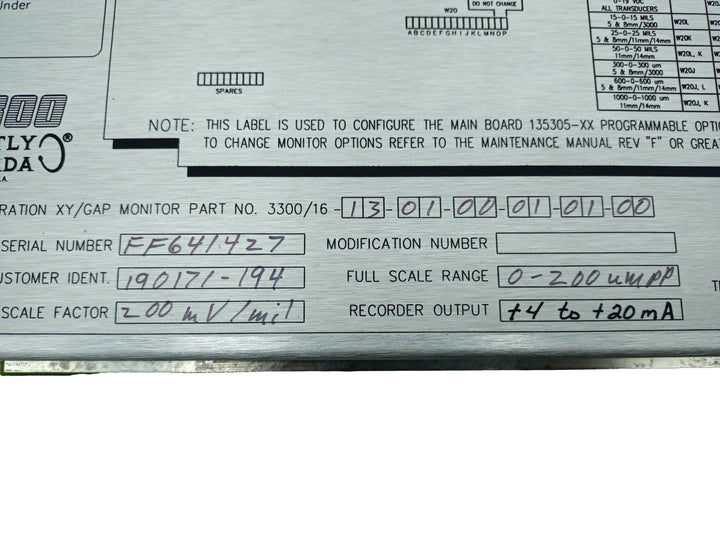 Under
DO NOT CHANGE
W20
A B C D E F G H I J K L M N O P
SPARES
ALL TRANSDUCERS
15-0-15 MILS
5 & 8mm/3000 W20L
25-0-25 MILS
5 & 8mm/11mm/14mm W20K
50-0-50 MILS
11mm/14mm W20L, K
300-0-300 um
5 & 8mm/3000 W20J
600-0-600 um
5 & 8mm/11mm/14mm W20J, L
1000-0-1000 um
11mm/14mm W20J, K
NOTE: THIS LABEL IS USED TO CONFIGURE THE MAIN BOARD 135305-XX PROGRAMMABLE OPTI
TO CHANGE MONITOR OPTIONS REFER TO THE MAINTENANCE MANUAL REV "F" OR GREAT
TLY
ADA ®
RATION XY/GAP MONITOR PART NO. 3300/16 - 13 - 01 - 00 - 01 - 01 - 00
SERIAL NUMBER FF641427 MODIFICATION NUMBER
USTOMER IDENT. 190171-194 FULL SCALE RANGE 0-200 umpp
SCALE FACTOR 200 mV/mil RECORDER OUTPUT +4 to +20mA